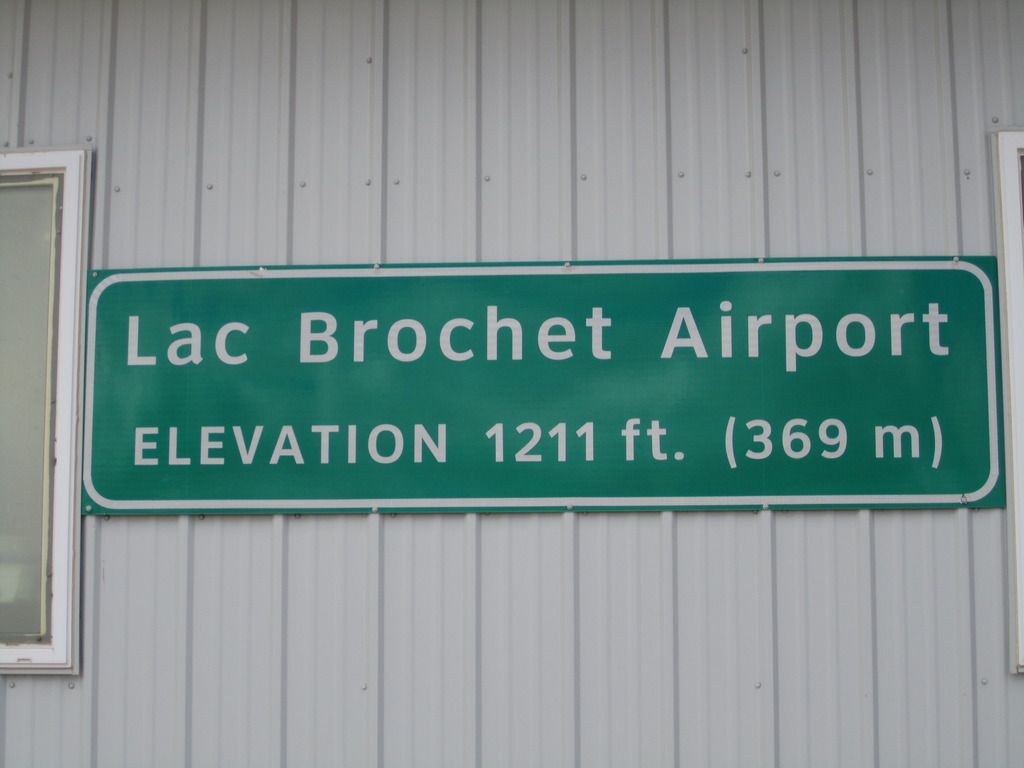 Lac Brochet Airport
ELEVATION 1211 ft. (369 m)